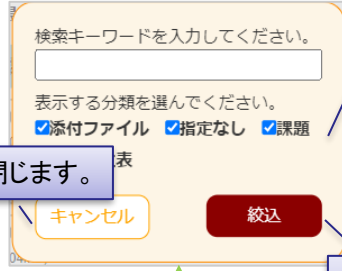 検索キーワードを入力してください。
表示する分類を選んでください。
添付ファイル 指定なし 課題
表
閉じます。
キャンセル 絞込